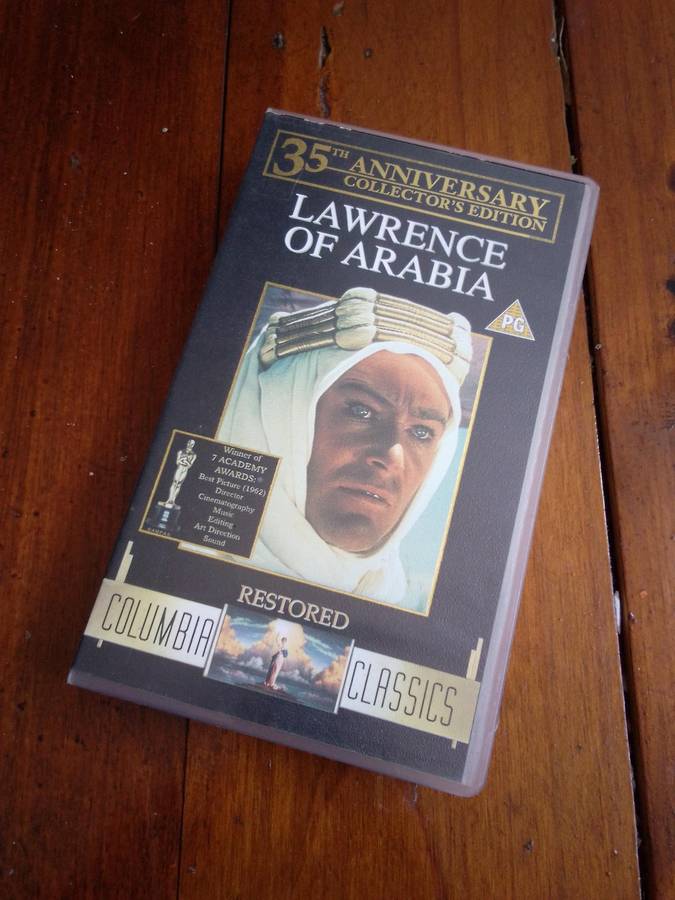 35TH ANNIVERSARY
COLLECTOR'S EDITION
LAWRENCE
OF ARABIA
PG
Winner of
7 ACADEMY
AWARDS:®
Best Picture (1962)
Director
Cinematography
Music
Editing
Art Direction
Sound
RESTORED
COLUMBIA
CLASSICS